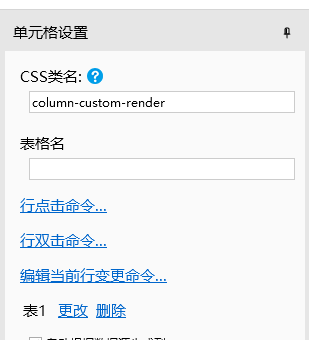 单元格设置
CSS类名: ?
column-custom-render
表格名
行点击命令...
行双击命令...
编辑当前行变更命令...
表1 更改 删除